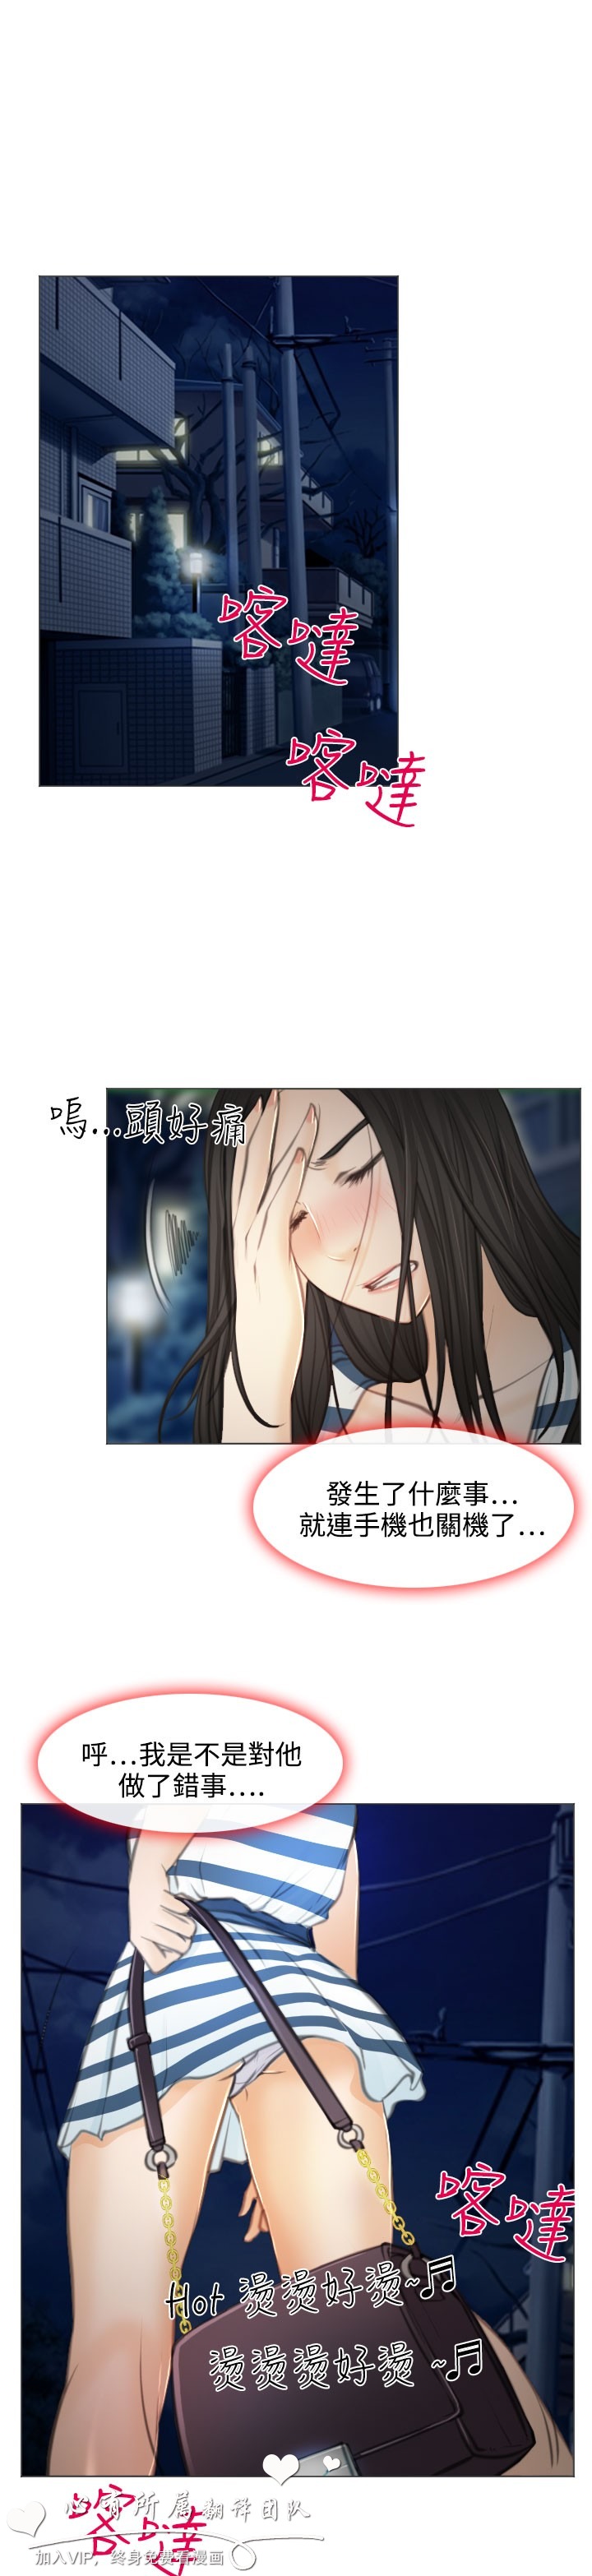 喀噠
喀噠
嗚...頭好痛
發生了什麼事...
就連手機也關機了...
呼...我是不是對他
做了錯事....
喀噠
Hot 燙燙好燙~♫
燙燙燙好燙 ~♫
喀噠
心有所属翻译团队
加入VIP，终身免费看漫画